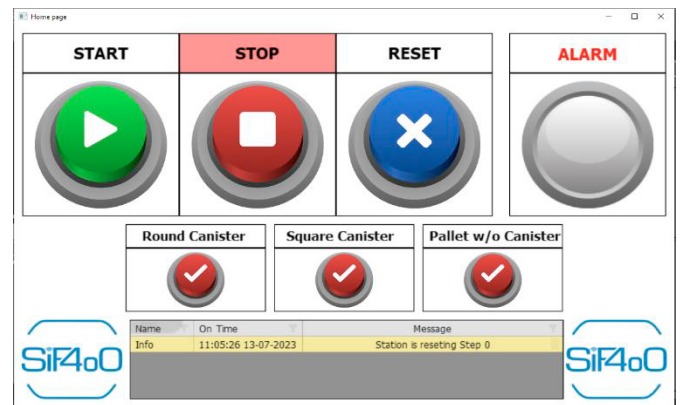 Home page
START STOP RESET ALARM
Round Canister Square Canister Pallet w/o Canister
Name On Time Message
Info 11:05:26 13-07-2023 Station is reseting Step 0
SiF4oO SiF4oO